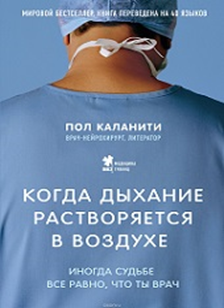 МИРОВОЙ БЕСТСЕЛЛЕР. КНИГА ПЕРЕВЕДЕНА НА 40 ЯЗЫКОВ
ПОЛ КАЛАНИТИ
ВРАЧ-НЕЙРОХИРУРГ, ЛИТЕРАТОР
КОГДА ДЫХАНИЕ
РАСТВОРЯЕТСЯ
В ВОЗДУХЕ
ИНОГДА СУДЬБЕ
ВСЕ РАВНО, ЧТО ТЫ ВРАЧ